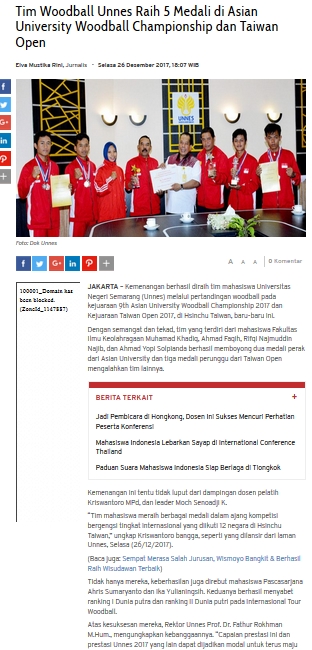 Tim Woodball Unnes Raih 5 Medali di Asian
University Woodball Championship dan Taiwan
Open
Elva Mustika Rini, Jurnalis · Selasa 26 Desember 2017, 18:07 WIB
UNNES
Foto: Dok Unnes
A A A | 0 Komentar
100001_Domain has
been blocked.
(ZoneId_1147887)
JAKARTA – Kemenangan berhasil diraih tim mahasiswa Universitas
Negeri Semarang (Unnes) melalui pertandingan woodball pada
kejuaraan 9th Asian University Woodball Championship 2017 dan
Kejuaraan Taiwan Open 2017, di Hsinchu Taiwan, baru-baru ini.
Dengan semangat dan tekad, tim yang terdiri dari mahasiswa Fakultas
Ilmu Keolahragaan Muhamad Khadiq, Ahmad Faqih, Rifqi Najmuddin
Najib, dan Ahmad Yopi Solpianda berhasil memboyong dua medali perak
dari Asian University dan tiga medali perunggu dari Taiwan Open
mengalahkan tim lainnya.
BERITA TERKAIT +
Jadi Pembicara di Hongkong, Dosen Ini Sukses Mencuri Perhatian
Peserta Konferensi
Mahasiswa Indonesia Lebarkan Sayap di International Conference
Thailand
Paduan Suara Mahasiswa Indonesia Siap Berlaga di Tiongkok
Kemenangan ini tentu tidak luput dari dampingan dosen pelatih
Kriswantoro MPd, dan leader Moch Senoadji K.
"Tim mahasiswa meraih berbagai medali dalam ajang kompetisi
bergengsi tingkat internasional yang diikuti 12 negara di Hsinchu
Taiwan," ungkap Kriswantoro bangga, seperti yang dilansir dari laman
Unnes, Selasa (26/12/2017).
(Baca juga: Sempat Merasa Salah Jurusan, Wismoyo Bangkit & Berhasil
Raih Wisudawan Terbaik)
Tidak hanya mereka, keberhasilan juga direbut mahasiswa Pascasarjana
Ahris Sumaryanto dan Ika Yulianingsih. Keduanya berhasil menyabet
ranking I Dunia putra dan ranking II Dunia putri pada Internasional Tour
Woodball.
Atas kesuksesan mereka, Rektor Unnes Prof. Dr. Fathur Rokhman
M.Hum., mengungkapkan kebanggaannya. "Capaian prestasi ini dan
prestasi Unnes 2017 yang lain dapat dijadikan modal untuk terus maju